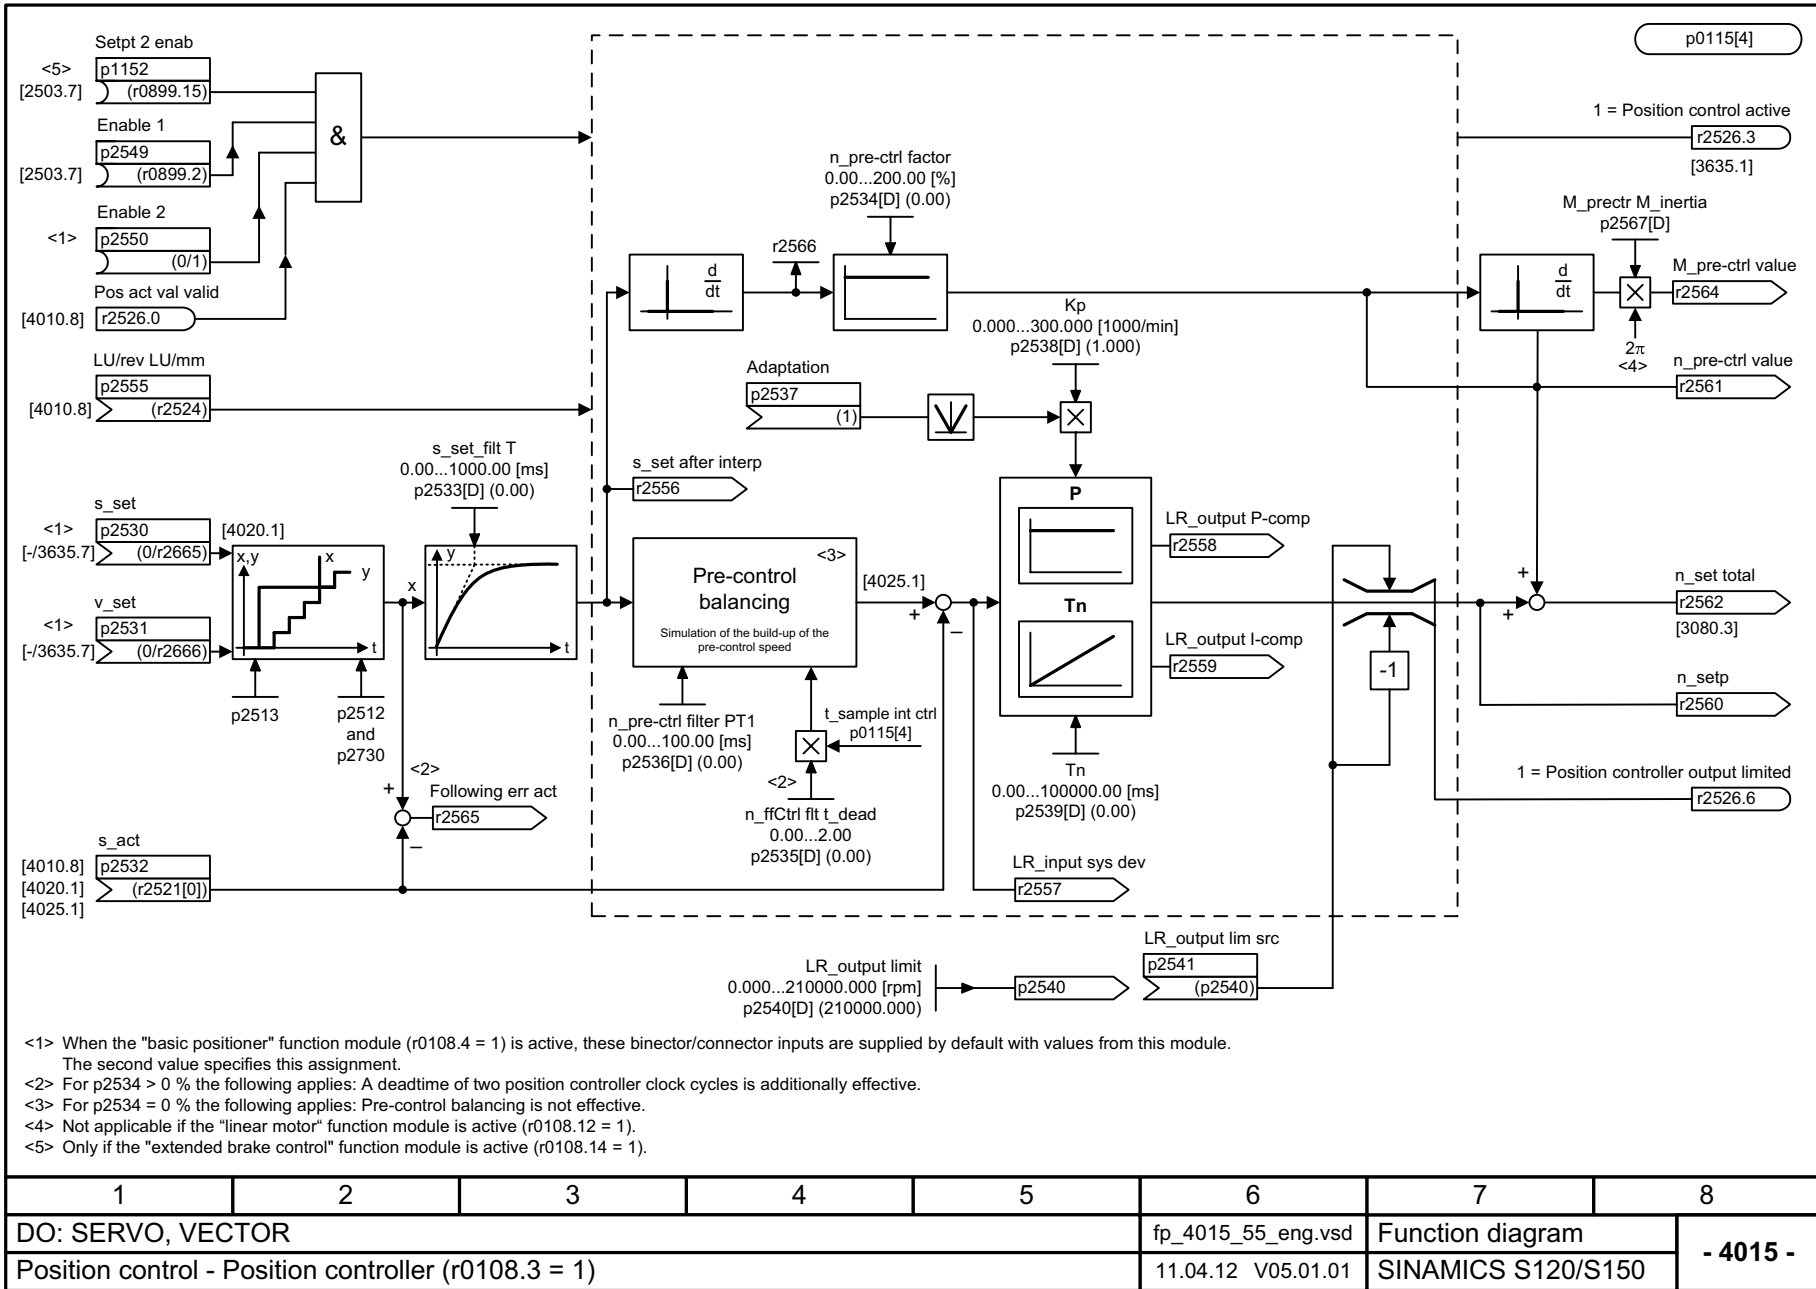 p0115[4]
Setpt 2 enab
<5>
p1152
[2503.7]
(r0899.15)
Enable 1
p2549
[2503.7]
(r0899.2)
&
Enable 2
<1>
p2550
(0/1)
Pos act val valid
[4010.8]
r2526.0
LU/rev LU/mm
p2555
[4010.8]
(r2524)
1 = Position control active
r2526.3
[3635.1]
n_pre-ctrl factor
0.00...200.00 [%]
p2534[D] (0.00)
r2566
d
dt
M_prectr M_inertia
p2567[D]
d
dt
M_pre-ctrl value
r2564
2π
<4>
n_pre-ctrl value
r2561
Kp
0.000...300.000 [1000/min]
p2538[D] (1.000)
Adaptation
p2537
(1)
s_set_filt T
0.00...1000.00 [ms]
p2533[D] (0.00)
s_set after interp
r2556
s_set
<1>
p2530
[4020.1]
[-/3635.7]
(0/r2665)
v_set
<1>
p2531
[-/3635.7]
(0/r2666)
x,y
x
y
t
x
y
t
p2513
p2512
and
p2730
<3>
Pre-control
balancing
Simulation of the build-up of the
pre-control speed
[4025.1]
+
–
P
Tn
LR_output P-comp
r2558
LR_output I-comp
r2559
-1
+
+
n_set total
r2562
[3080.3]
n_setp
r2560
n_pre-ctrl filter PT1
0.00...100.00 [ms]
p2536[D] (0.00)
t_sample int ctrl
p0115[4]
<2>
n_ffCtrl flt t_dead
0.00...2.00
p2535[D] (0.00)
Tn
0.00...100000.00 [ms]
p2539[D] (0.00)
1 = Position controller output limited
r2526.6
<2>
+
Following err act
r2565
–
s_act
[4010.8]
p2532
[4020.1]
(r2521[0])
[4025.1]
LR_input sys dev
r2557
LR_output limit
0.000...210000.000 [rpm]
p2540[D] (210000.000)
p2540
LR_output lim src
p2541
(p2540)
<1> When the "basic positioner" function module (r0108.4 = 1) is active, these binector/connector inputs are supplied by default with values from this module.
The second value specifies this assignment.
<2> For p2534 > 0 % the following applies: A deadtime of two position controller clock cycles is additionally effective.
<3> For p2534 = 0 % the following applies: Pre-control balancing is not effective.
<4> Not applicable if the “linear motor“ function module is active (r0108.12 = 1).
<5> Only if the "extended brake control" function module is active (r0108.14 = 1).
1 2 3 4 5 6 7 8
DO: SERVO, VECTOR
fp_4015_55_eng.vsd
Function diagram
- 4015 -
Position control - Position controller (r0108.3 = 1)
11.04.12 V05.01.01
SINAMICS S120/S150